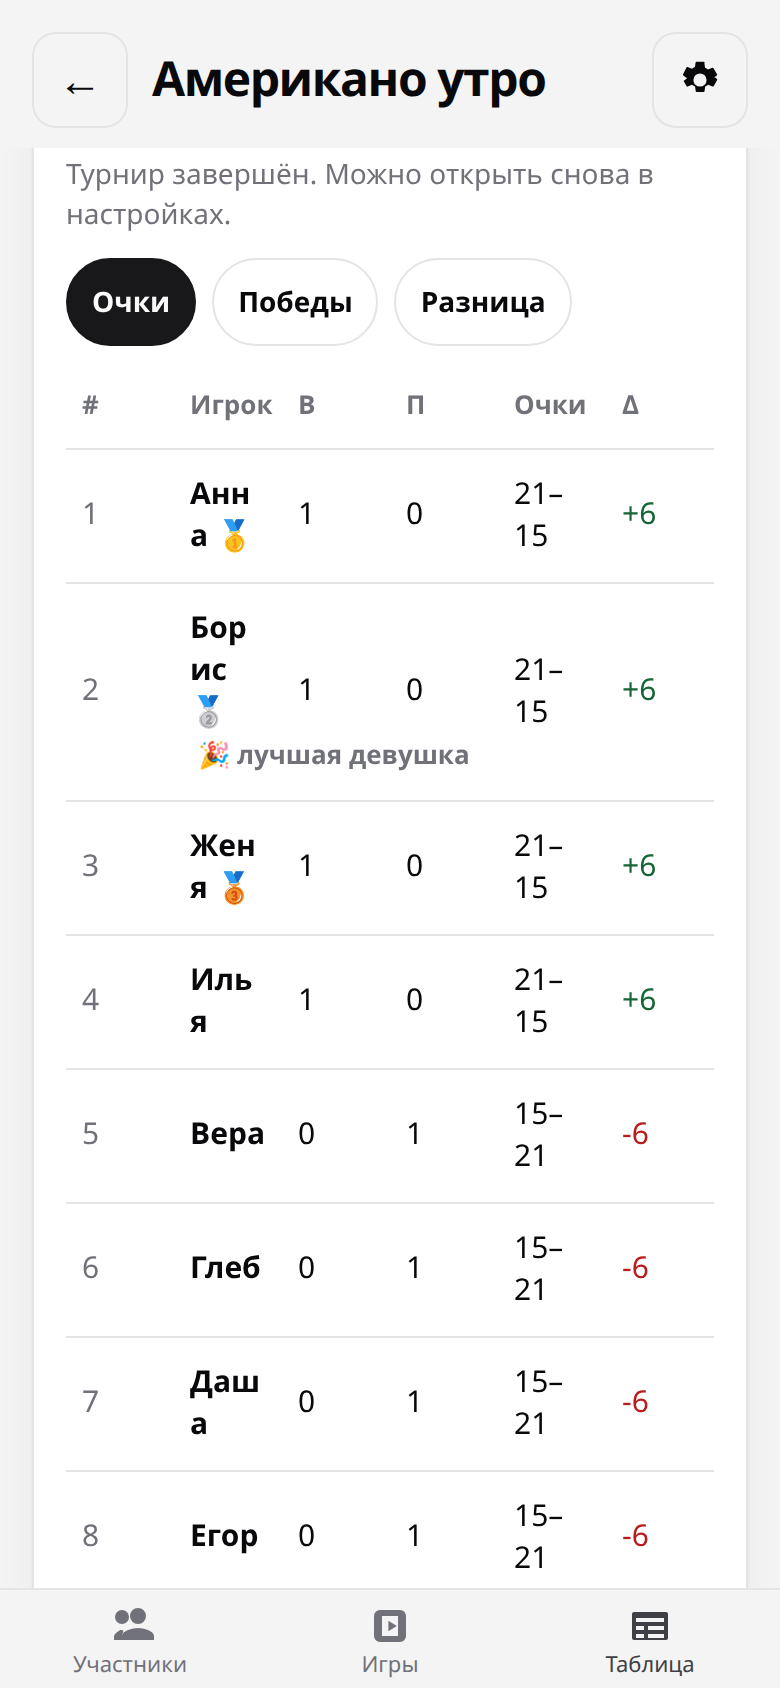 ← Американо утро
Турнир завершён. Можно открыть снова в
настройках.
Очки Победы Разница
# Игрок В П Очки Δ
1 Анн
а 🥇 1 0 21–
15 +6
2 Бор
ис
🥈 1 0 21–
15 +6
🎉 лучшая девушка
3 Жен
я 🥉 1 0 21–
15 +6
4 Иль
я 1 0 21–
15 +6
5 Вера 0 1 15–
21 -6
6 Глеб 0 1 15–
21 -6
7 Даш
а 0 1 15–
21 -6
8 Егор 0 1 15–
21 -6
Участники Игры Таблица